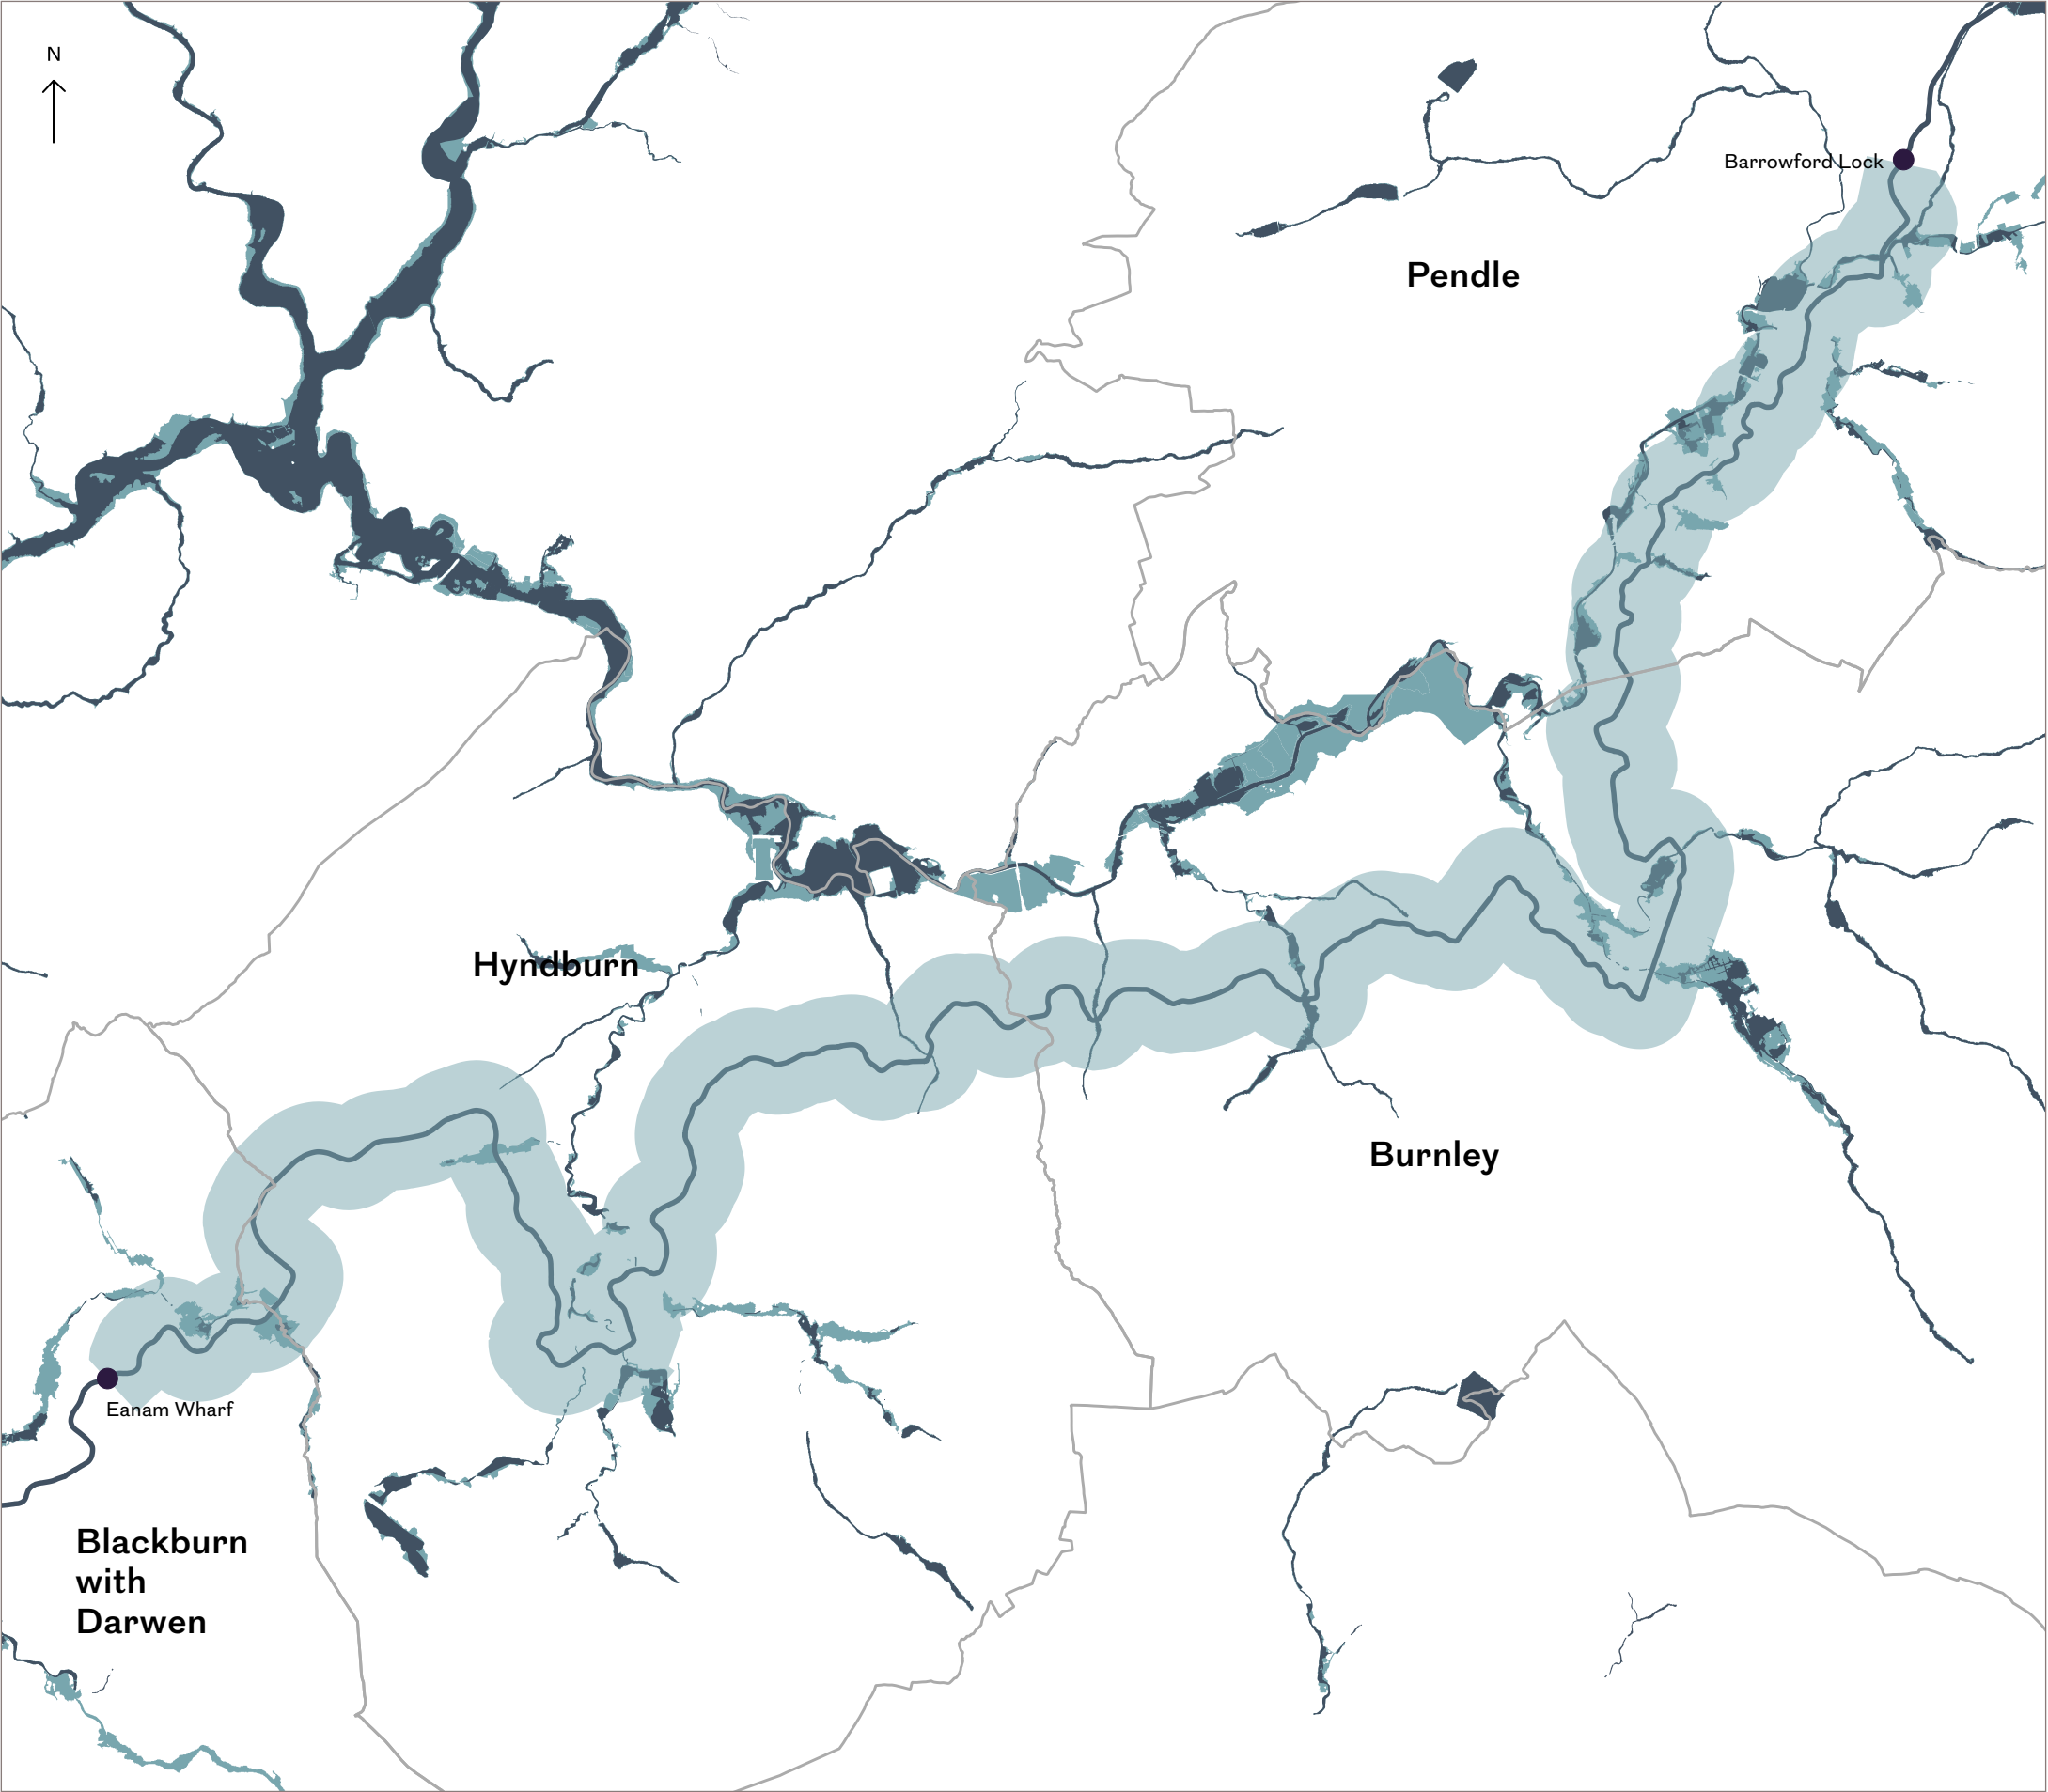 N
Barrowford Lock
Pendle
Hyndburn
Burnley
Eanam Wharf
Blackburn
with
Darwen